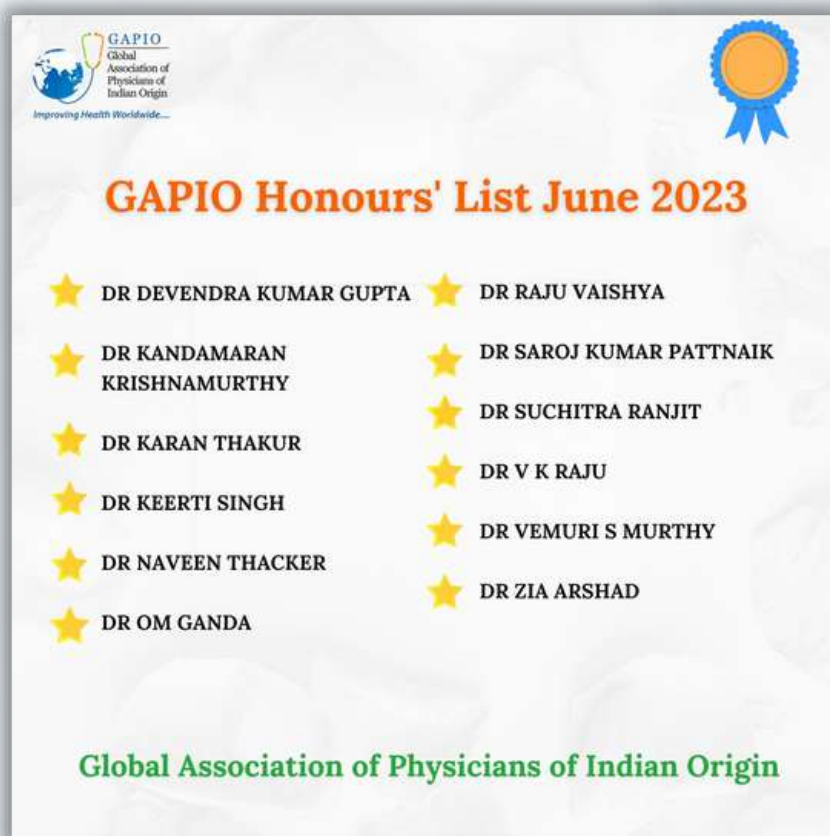 GAPIO
Global
Association of
Physicians of
Indian Origin
Improving Health Worldwide....
GAPIO Honours' List June 2023
DR DEVENDRA KUMAR GUPTA
DR KANDAMARAN
KRISHNAMURTHY
DR KARAN THAKUR
DR KEERTI SINGH
DR NAVEEN THACKER
DR OM GANDA
DR RAJU VAISHYA
DR SAROJ KUMAR PATTNAIK
DR SUCHITRA RANJIT
DR V K RAJU
DR VEMURI S MURTHY
DR ZIA ARSHAD
Global Association of Physicians of Indian Origin